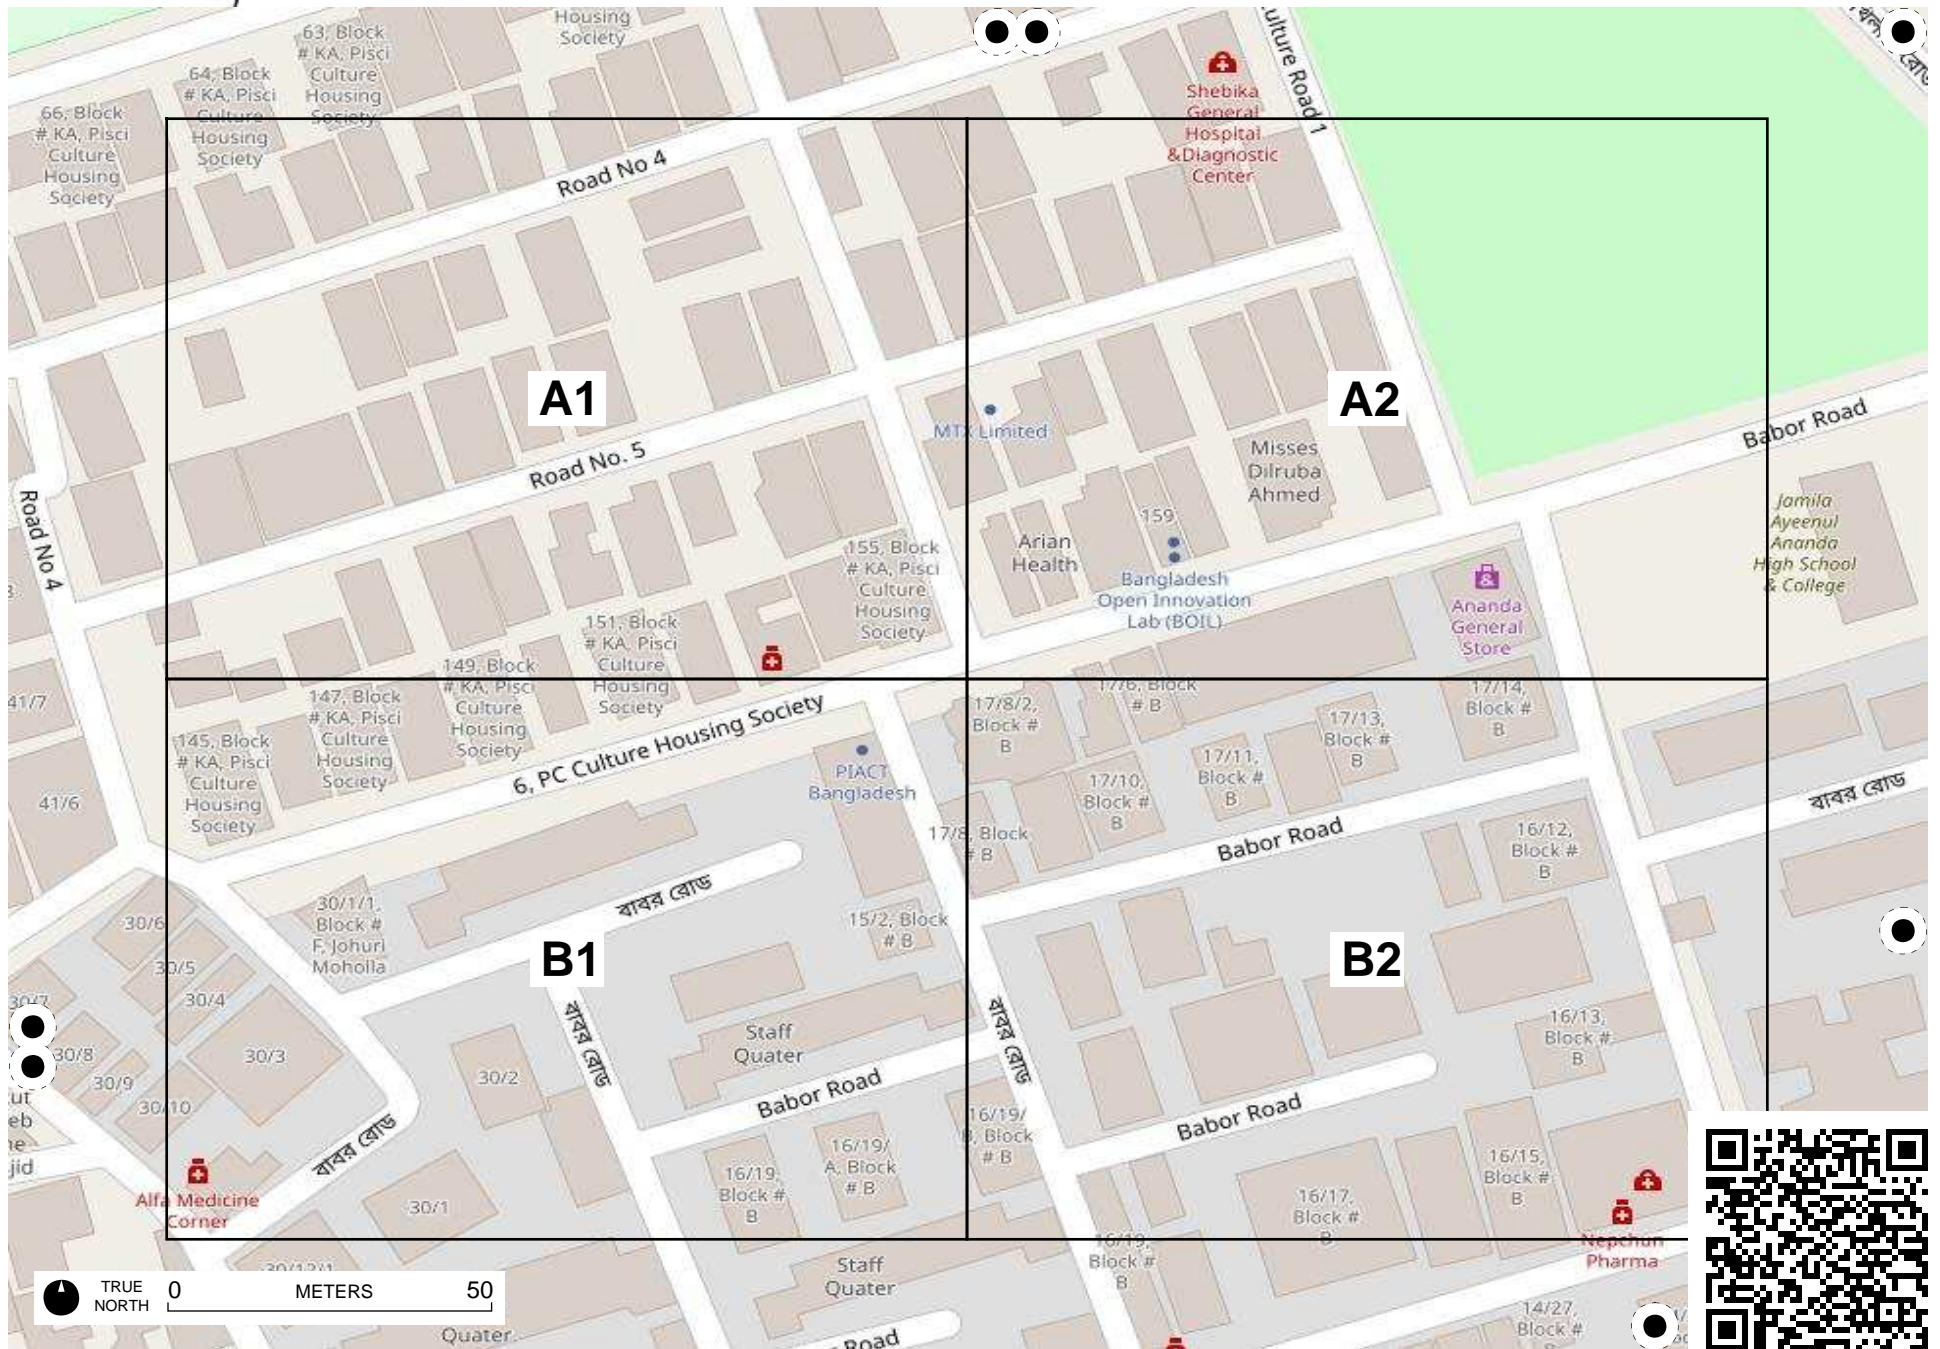 Housing
Society
63, Block
# KA, Pisci
Culture
Housing
Society
64, Block
# KA, Pisci
Culture
Housing
Society
66, Block
# KA, Pisci
Culture
Housing
Society
Shebika
General
Hospital
&Diagnostic
Center
ulture Road 1
Road No 4
A1
A2
MTX Limited
Road No. 5
Babor Road
Misses
Dilruba
Ahmed
Road No 4
159
Jamila
Ayeenul
Ananda
High School
& College
Arian
Health
155, Block
# KA, Pisci
Culture
Housing
Society
Bangladesh
Open Innovation
Lab (BOIL)
Ananda
General
Store
151, Block
# KA, Pisci
Culture
Housing
Society
149, Block
# KA, Pisci
Culture
Housing
Society
147, Block
# KA, Pisci
Culture
Housing
Society
145, Block
# KA, Pisci
Culture
Housing
Society
41/7
41/6
6, PC Culture Housing Society
PIACT
Bangladesh
17/8/2,
Block #
B
17/6, Block
# B
17/14,
Block #
B
17/13,
Block #
B
17/11,
Block #
B
17/10,
Block #
B
17/8, Block
# B
Babor Road
বাবর রোড
16/12,
Block #
B
বাবর রোড
30/1/1,
Block #
F, Johuri
Moholla
15/2, Block
# B
30/6
30/5
30/4
30/7
30/8
30/9
30/10
30/3
B1
B2
বাবর রোড
বাবর রোড
Staff
Quater
30/2
16/13,
Block #
B
Babor Road
Babor Road
বাবর রোড
16/19/
B, Block
# B
16/19/
A, Block
# B
16/19,
Block #
B
16/15,
Block #
B
16/17,
Block #
B
Alfa Medicine
Corner
30/1
Nepchun
Pharma
16/19,
Block #
B
30/12/1
Staff
Quater
TRUE
NORTH
0 METERS 50
Quater
Road
14/27,
Block #